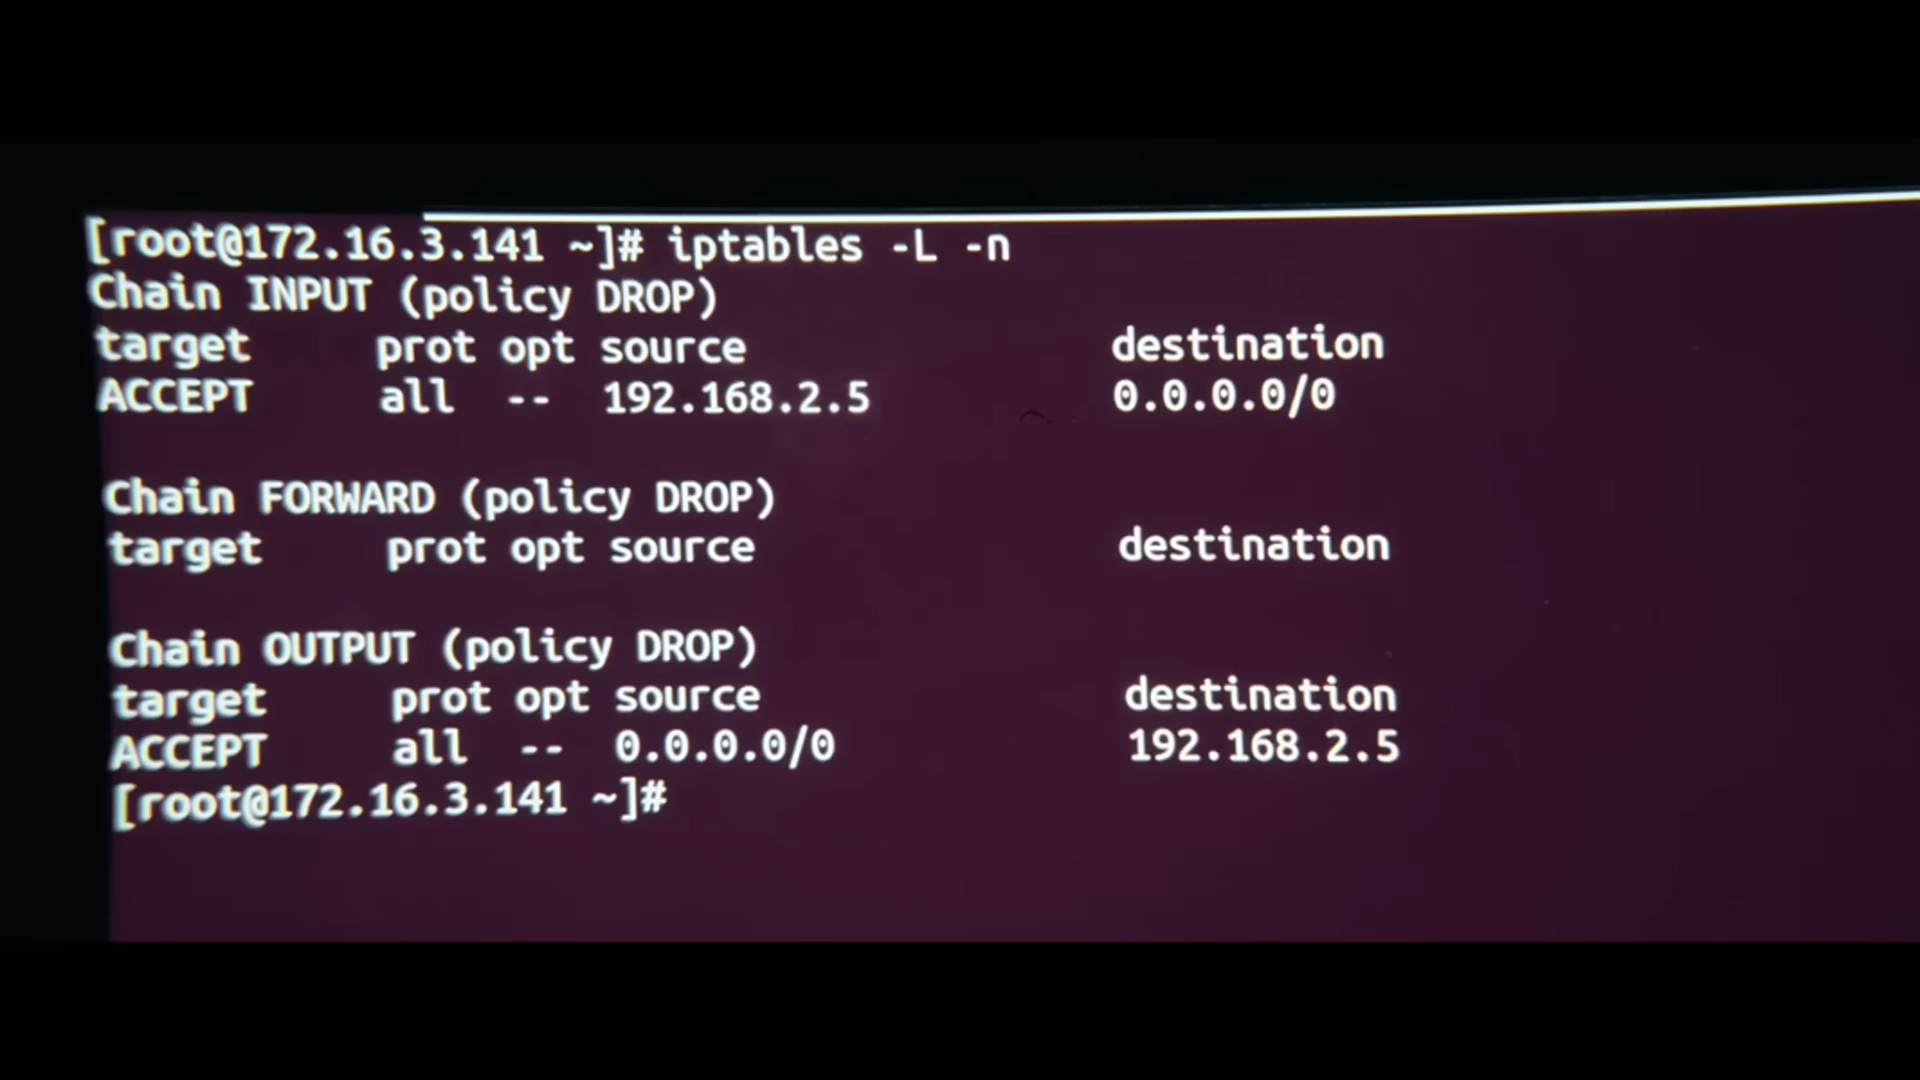 [root@172.16.3.141 ~]# iptables -L -n
Chain INPUT (policy DROP)
target prot opt source destination
ACCEPT all -- 192.168.2.5 0.0.0.0/0
Chain FORWARD (policy DROP)
target prot opt source destination
Chain OUTPUT (policy DROP)
target prot opt source destination
ACCEPT all -- 0.0.0.0/0 192.168.2.5
[root@172.16.3.141 ~]#